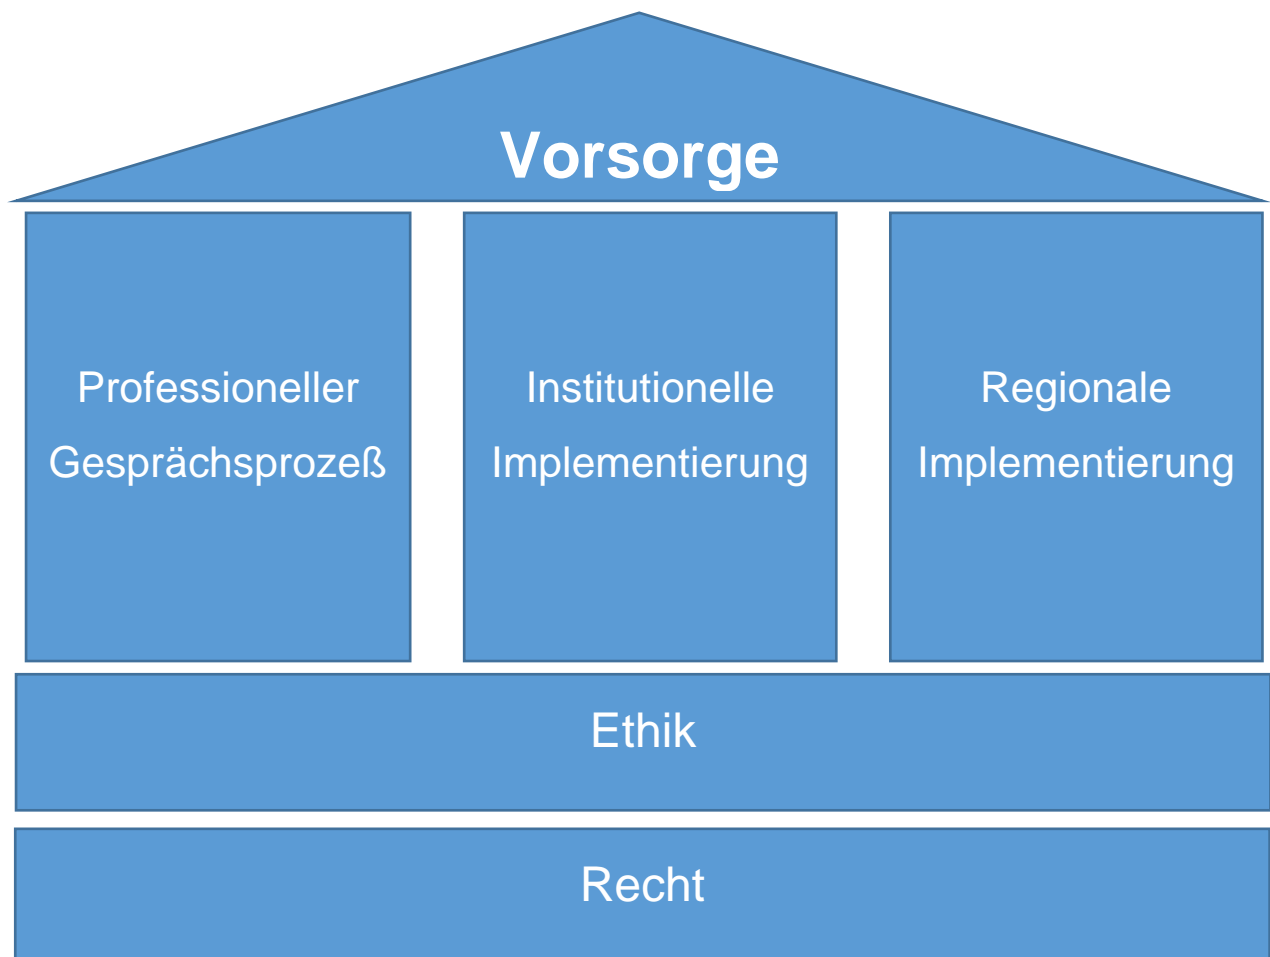 Vorsorge
Professioneller
Gesprächsprozeß
Institutionelle
Implementierung
Regionale
Implementierung
Ethik
Recht